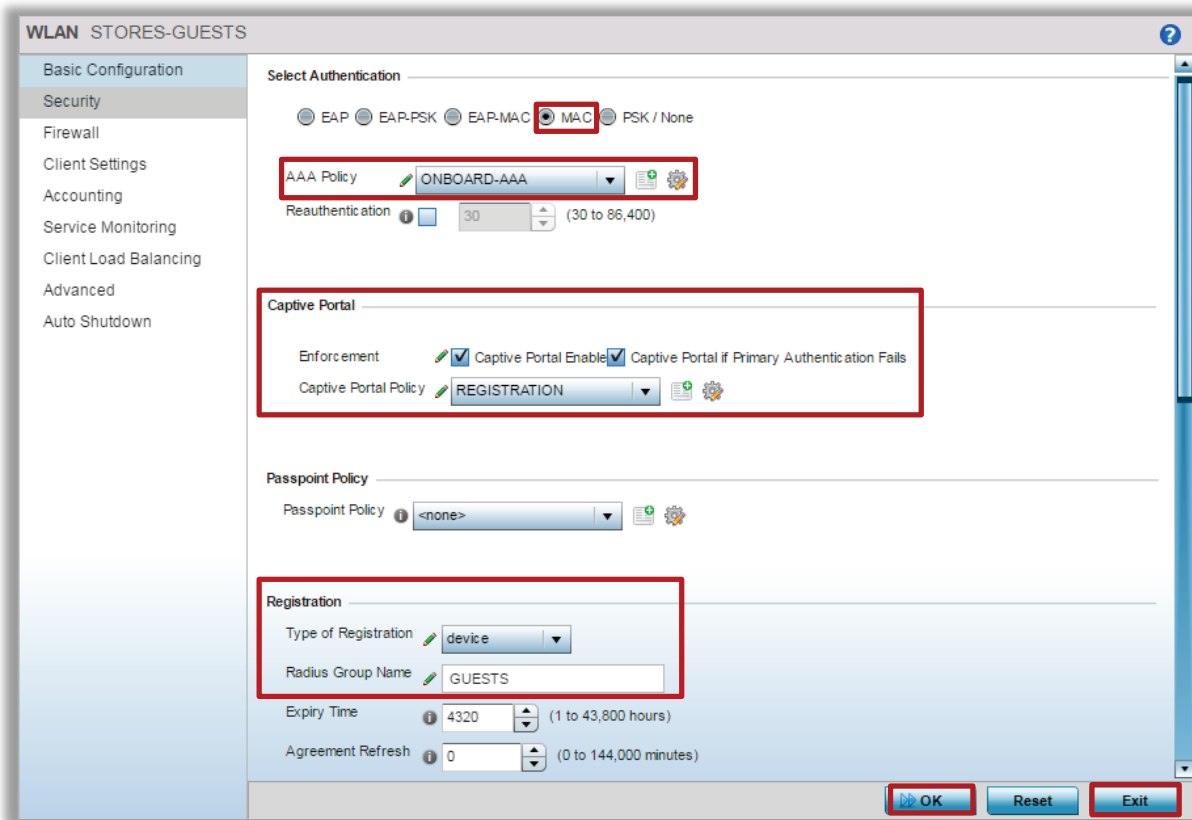 WLAN STORES-GUESTS
?
Basic Configuration
Security
Firewall
Client Settings
Accounting
Service Monitoring
Client Load Balancing
Advanced
Auto Shutdown
Select Authentication
EAP EAP-PSK EAP-MAC MAC PSK / None
AAA Policy ONBOARD-AAA
Reauthentication 30 (30 to 86,400)
Captive Portal
Enforcement Captive Portal Enable Captive Portal if Primary Authentication Fails
Captive Portal Policy REGISTRATION
Passpoint Policy
Passpoint Policy <none>
Registration
Type of Registration device
Radius Group Name GUESTS
Expiry Time 4320 (1 to 43,800 hours)
Agreement Refresh 0 (0 to 144,000 minutes)
OK Reset Exit